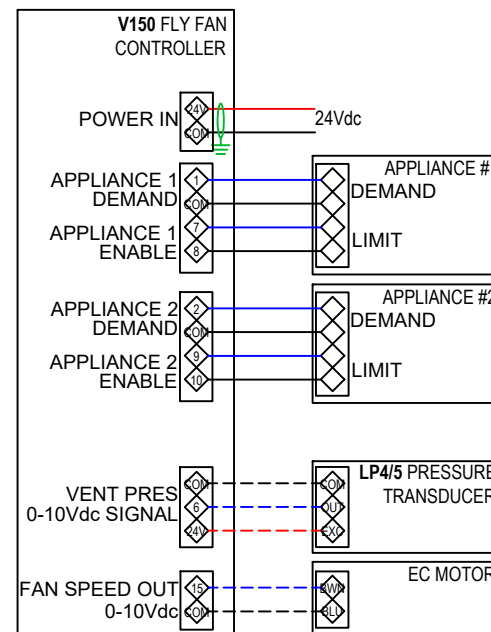 V150 FLY FAN
CONTROLLER
POWER IN
24V
COM
24Vdc
APPLIANCE 1
DEMAND
APPLIANCE 1
ENABLE
1
COM
7
8
APPLIANCE #
DEMAND
LIMIT
APPLIANCE 2
DEMAND
APPLIANCE 2
ENABLE
2
COM
9
10
APPLIANCE #2
DEMAND
LIMIT
VENT PRES
0-10Vdc SIGNAL
COM
6
24V
COM
OUT
EXC
LP4/5 PRESSURE
TRANSDUCER
FAN SPEED OUT
0-10Vdc
15
COM
BWN
BLU
EC MOTOR